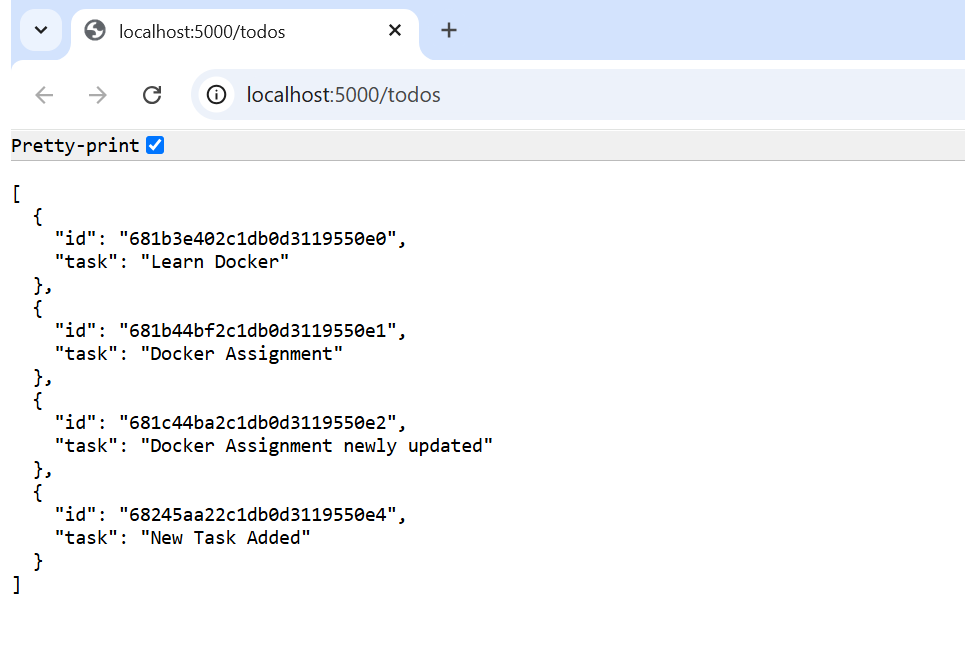 localhost:5000/todos
localhost:5000/todos
Pretty-print
[
  {
    "id": "681b3e402c1db0d3119550e0",
    "task": "Learn Docker"
  },
  {
    "id": "681b44bf2c1db0d3119550e1",
    "task": "Docker Assignment"
  },
  {
    "id": "681c44ba2c1db0d3119550e2",
    "task": "Docker Assignment newly updated"
  },
  {
    "id": "68245aa22c1db0d3119550e4",
    "task": "New Task Added"
  }
]